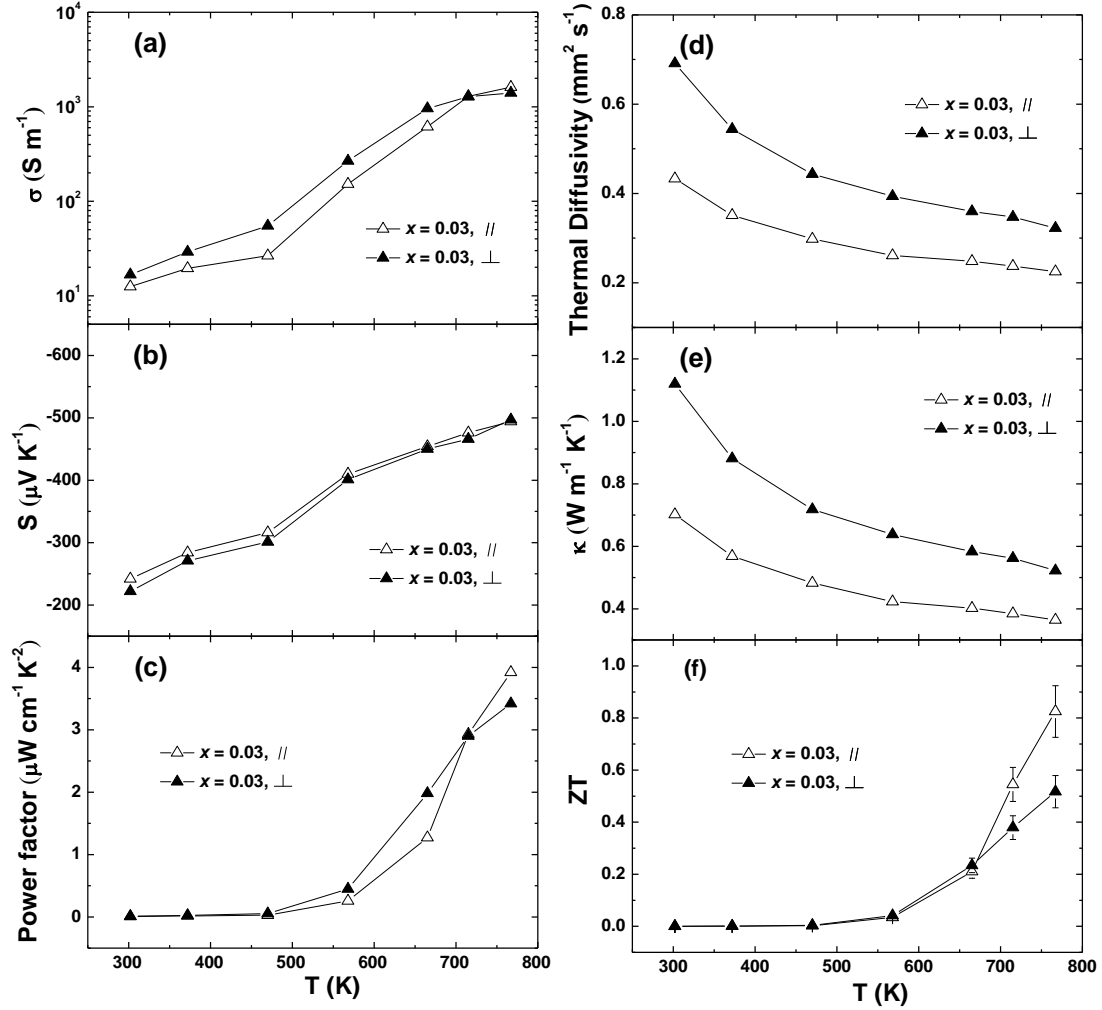 (a)
10⁴
10³
10²
10¹
σ (S m⁻¹)
x = 0.03, //
x = 0.03, ⊥
(b)
-600
-500
-400
-300
-200
S (μV K⁻¹)
x = 0.03, //
x = 0.03, ⊥
(c)
4
3
2
1
0
Power factor (μW cm⁻¹ K⁻²)
x = 0.03, //
x = 0.03, ⊥
300 400 500 600 700 800
T (K)
(d)
0.8
0.6
0.4
0.2
Thermal Diffusivity (mm² s⁻¹)
x = 0.03, //
x = 0.03, ⊥
(e)
1.2
1.0
0.8
0.6
0.4
κ (W m⁻¹ K⁻¹)
x = 0.03, //
x = 0.03, ⊥
(f)
1.0
0.8
0.6
0.4
0.2
0.0
ZT
x = 0.03, //
x = 0.03, ⊥
300 400 500 600 700 800
T (K)